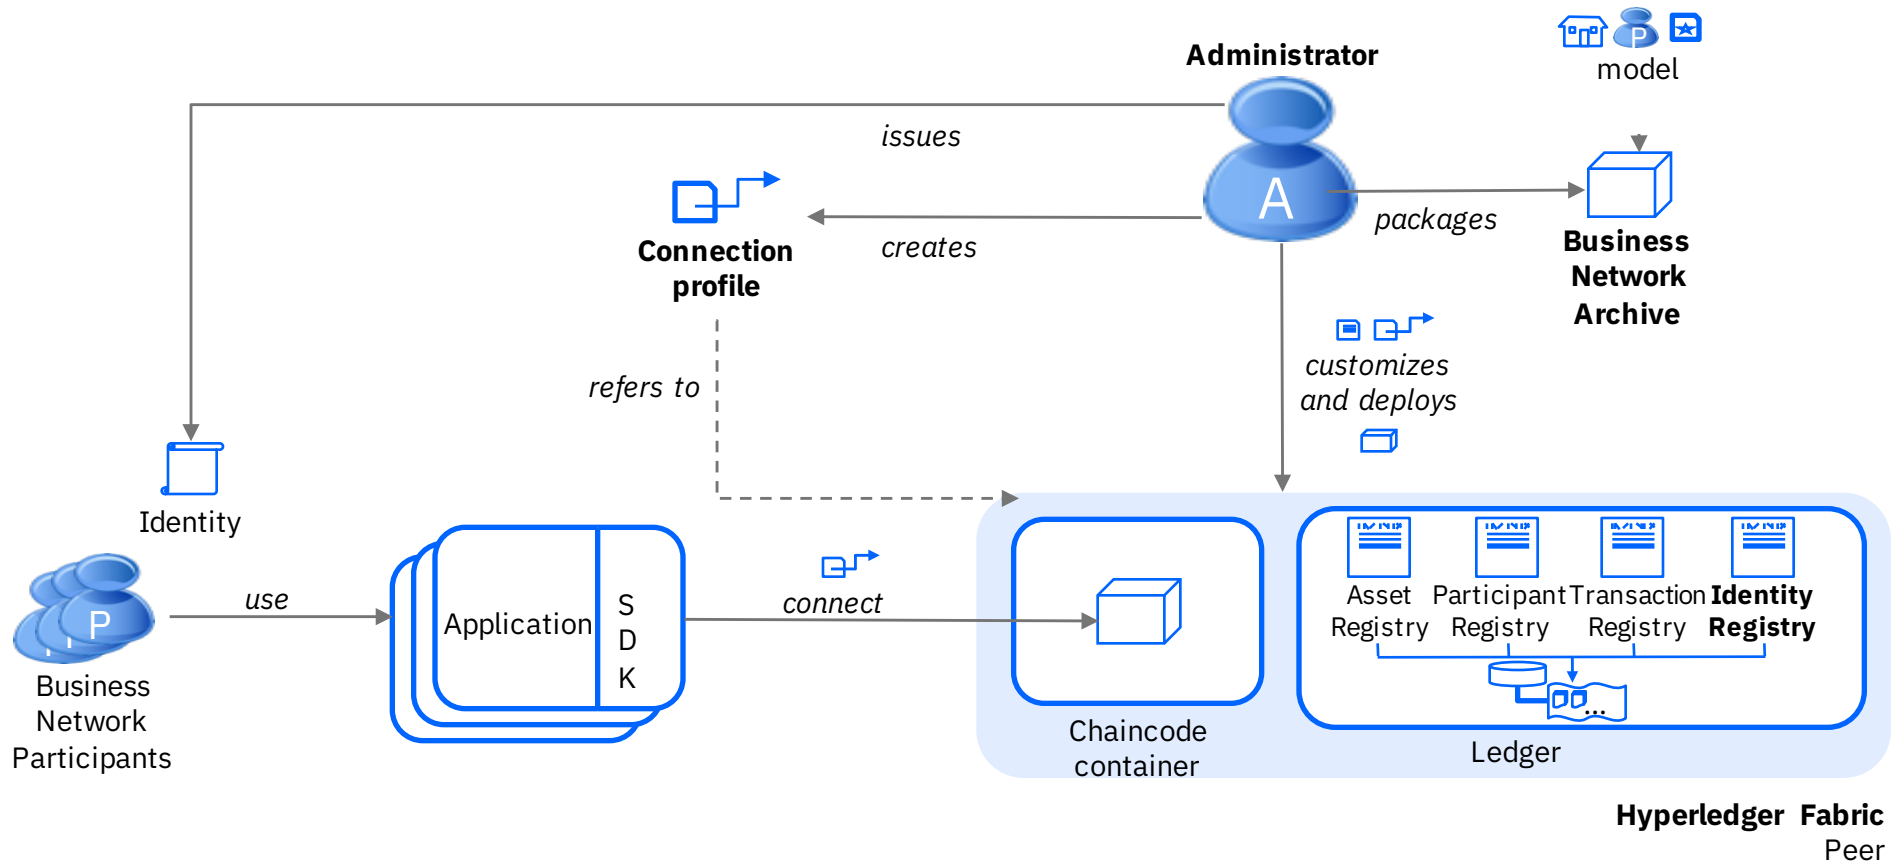 Administrator
P
model
issues
A
packages
Connection
profile
creates
Business
Network
Archive
customizes
and deploys
refers to
Identity
P
Business
Network
Participants
use
Application
S
D
K
connect
Chaincode
container
Asset
Registry
Participant
Registry
Transaction
Registry
Identity
Registry
...
Ledger
Hyperledger Fabric
Peer